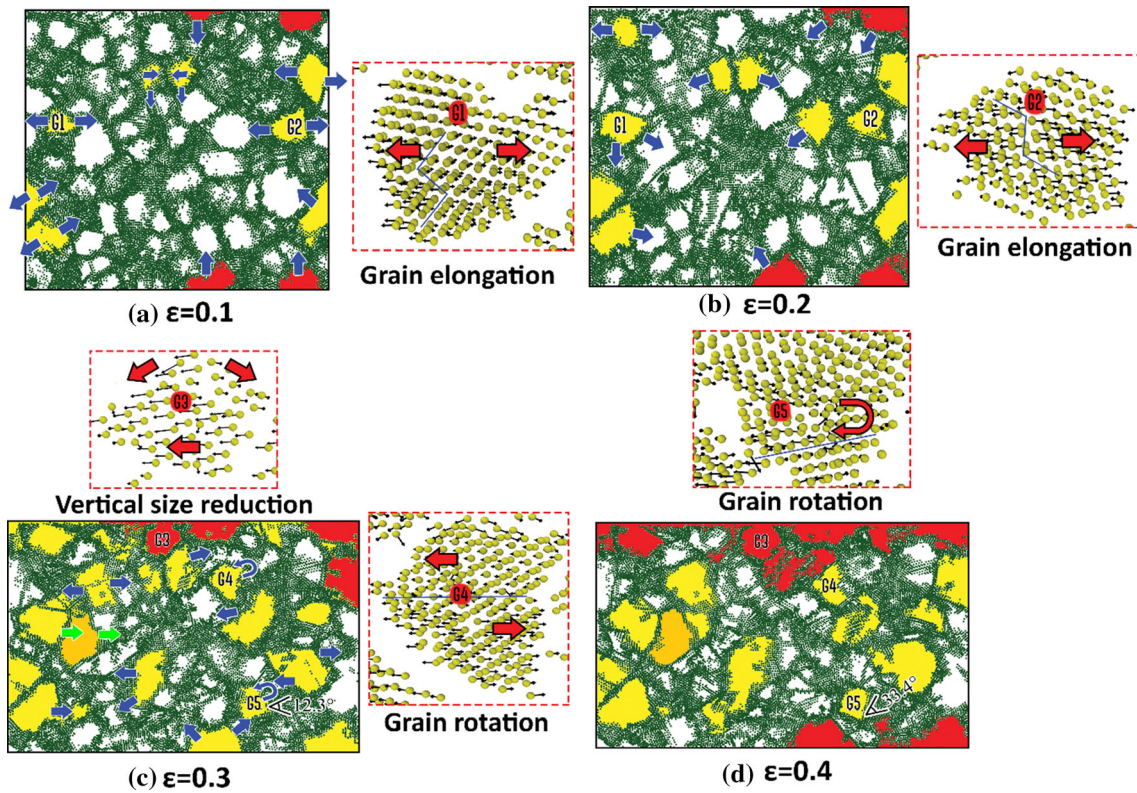 G1
G2
G1
Grain elongation
(a) ε=0.1
G1
G2
G2
Grain elongation
(b) ε=0.2
G3
Vertical size reduction
G5
Grain rotation
G3
G4
G5
12.3°
(c) ε=0.3
G4
Grain rotation
G3
G4
G5
33.4°
(d) ε=0.4